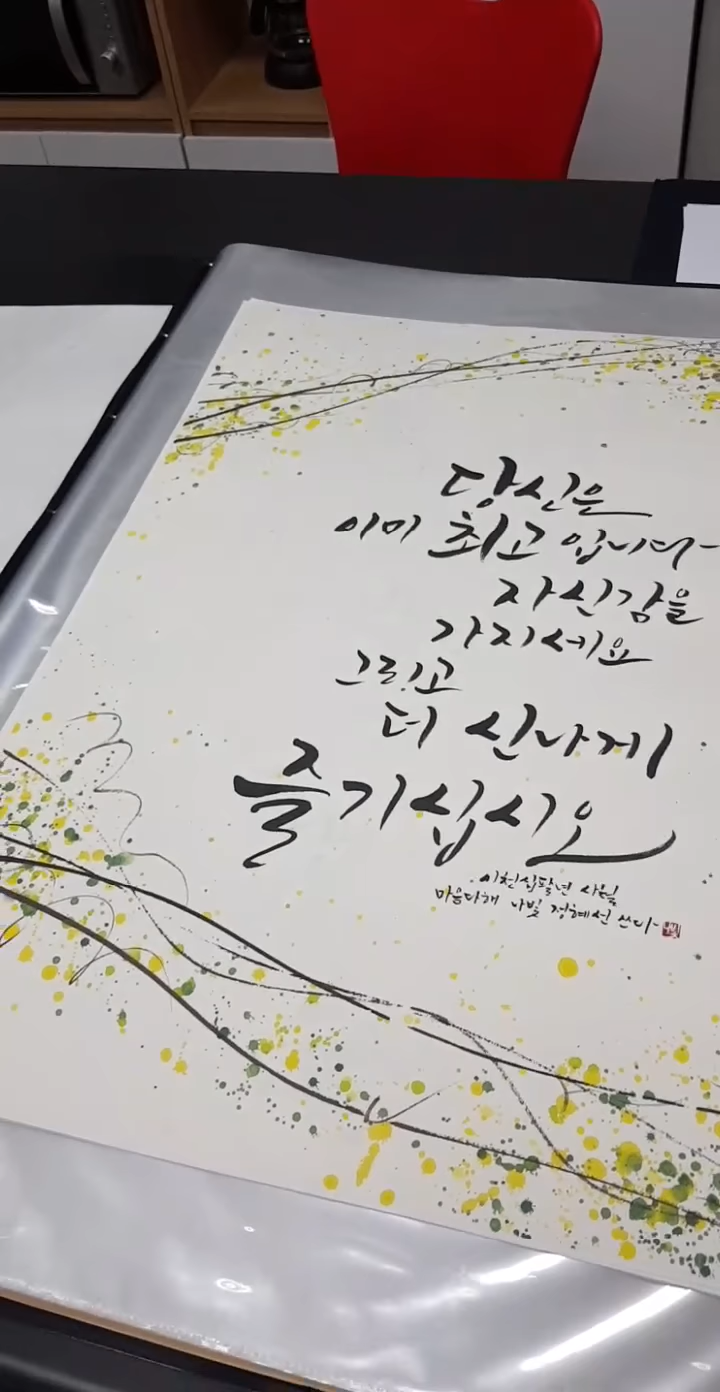 당신은
이미 최고 입니다
자신감을
가지세요
그리고
더 신나게
즐기십시오
이천십팔년 사월
마음다해 나빛 정혜선 쓰다